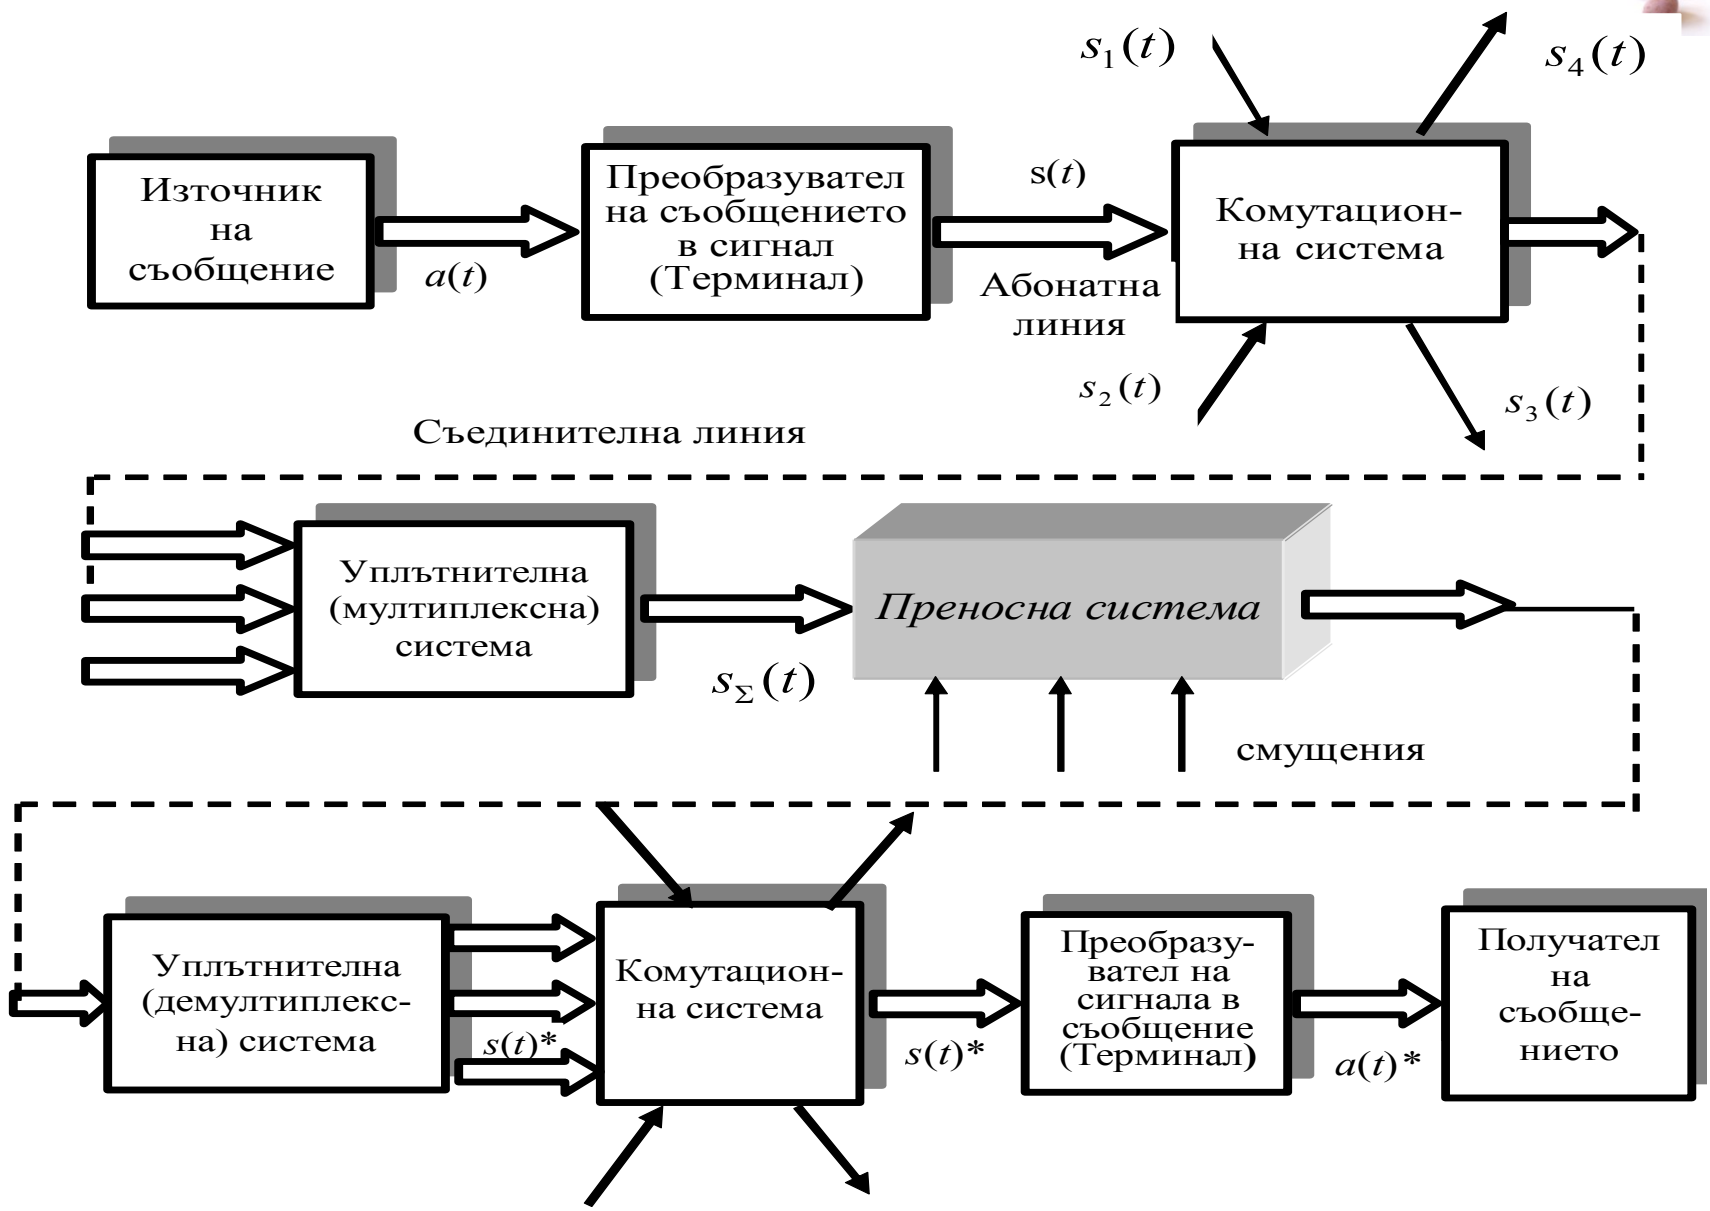 s₁(t)
s₄(t)
Източник
на
съобщение
a(t)
Преобразувател
на съобщението
в сигнал
(Терминал)
s(t)
Абонатна
линия
Комутацион-
на система
s₂(t)
s₃(t)
Съединителна линия
Уплътнителна
(мултиплексна)
система
s_Σ(t)
Преносна система
смущения
Уплътнителна
(демултиплекс-
на) система
s(t)*
Комутацион-
на система
s(t)*
Преобразу-
вател на
сигнала в
съобщение
(Терминал)
a(t)*
Получател
на
съобще-
нието